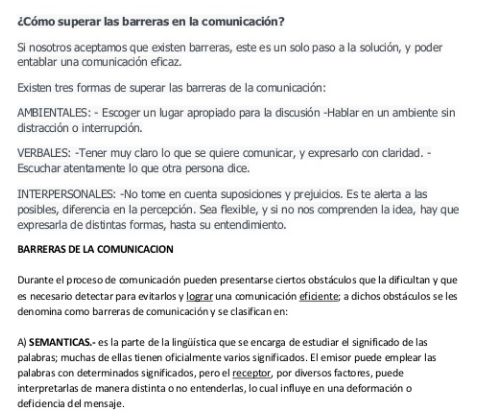 ¿Cómo superar las barreras en la comunicación?
Si nosotros aceptamos que existen barreras, este es un solo paso a la solución, y poder
entablar una comunicación eficaz.
Existen tres formas de superar las barreras de la comunicación:
AMBIENTALES: - Escoger un lugar apropiado para la discusión -Hablar en un ambiente sin
distracción o interrupción.
VERBALES: -Tener muy claro lo que se quiere comunicar, y expresarlo con claridad. -
Escuchar atentamente lo que otra persona dice.
INTERPERSONALES: -No tome en cuenta suposiciones y prejuicios. Es te alerta a las
posibles, diferencia en la percepción. Sea flexible, y si no nos comprenden la idea, hay que
expresarla de distintas formas, hasta su entendimiento.
BARRERAS DE LA COMUNICACION
Durante el proceso de comunicación pueden presentarse ciertos obstáculos que la dificultan y que
es necesario detectar para evitarlos y lograr una comunicación eficiente; a dichos obstáculos se les
denomina como barreras de comunicación y se clasifican en:
A) SEMANTICAS.- es la parte de la lingüística que se encarga de estudiar el significado de las
palabras; muchas de ellas tienen oficialmente varios significados. El emisor puede emplear las
palabras con determinados significados, pero el receptor, por diversos factores, puede
interpretarlas de manera distinta o no entenderlas, lo cual influye en una deformación o
deficiencia del mensaje.